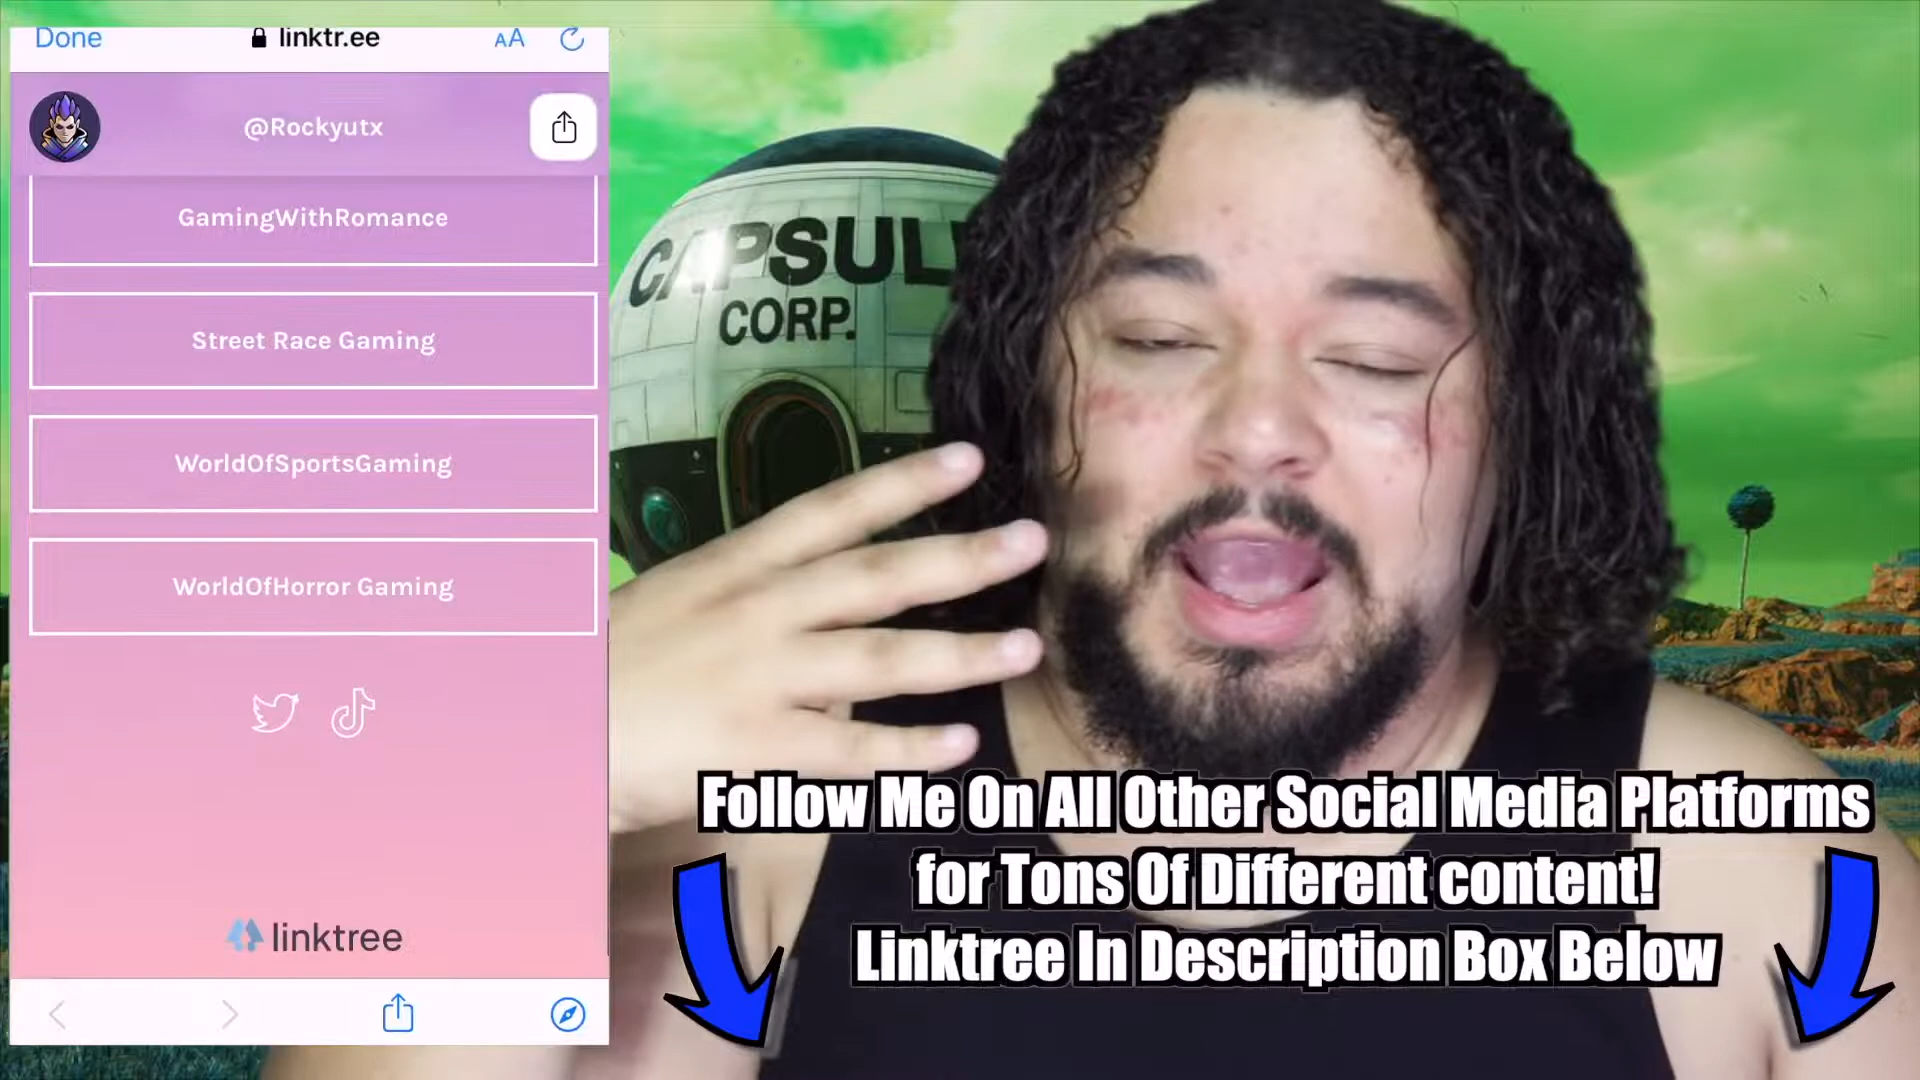 Done
linktr.ee
AA
@Rockyutx
GamingWithRomance
Street Race Gaming
WorldOfSportsGaming
WorldOfHorror Gaming
linktree
CAPSUL
CORP.
Follow Me On All Other Social Media Platforms
for Tons Of Different content!
Linktree In Description Box Below